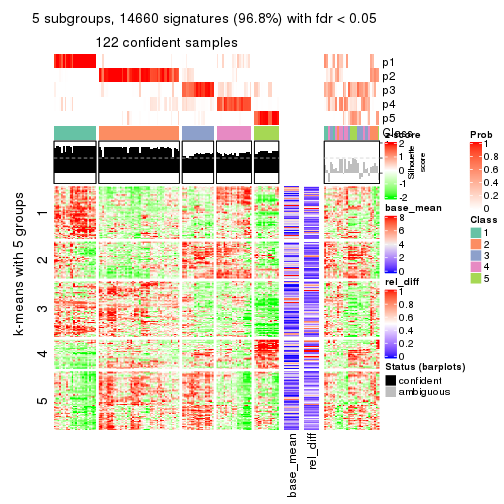 5 subgroups, 14660 signatures (96.8%) with fdr < 0.05
122 confident samples
p1
p2
p3
p4
p5
Class
Silhouette
score
k-means with 5 groups
1
2
3
4
5
base_mean
rel_diff
z-score
2
1
0
-1
-2
base_mean
8
6
4
2
0
rel_diff
1
0.8
0.6
0.4
0.2
0
Status (barplots)
confident
ambiguous
Prob
1
0.8
0.6
0.4
0.2
0
Class
1
2
3
4
5